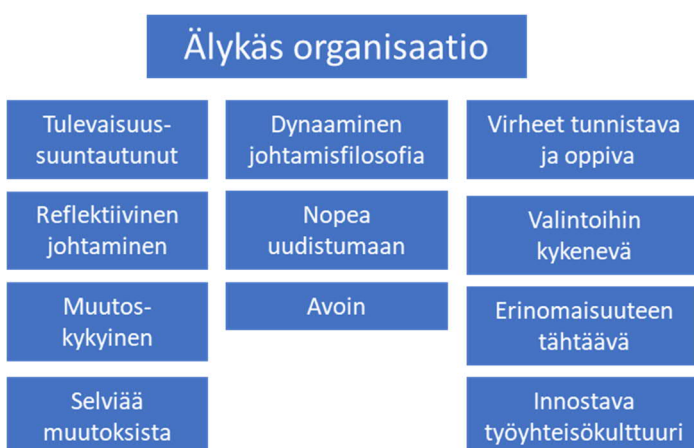 Älykäs organisaatio
Tulevaisuus-
suuntautunut
Reflektiivinen
johtaminen
Muutos-
kykyinen
Selviää
muutoksista
Dynaaminen
johtamisfilosofia
Nopea
uudistumaan
Avoin
Virheet tunnistava
ja oppiva
Valintoihin
kykenevä
Erinomaisuuteen
tähtäävä
Innostava
työyhteisökulttuuri